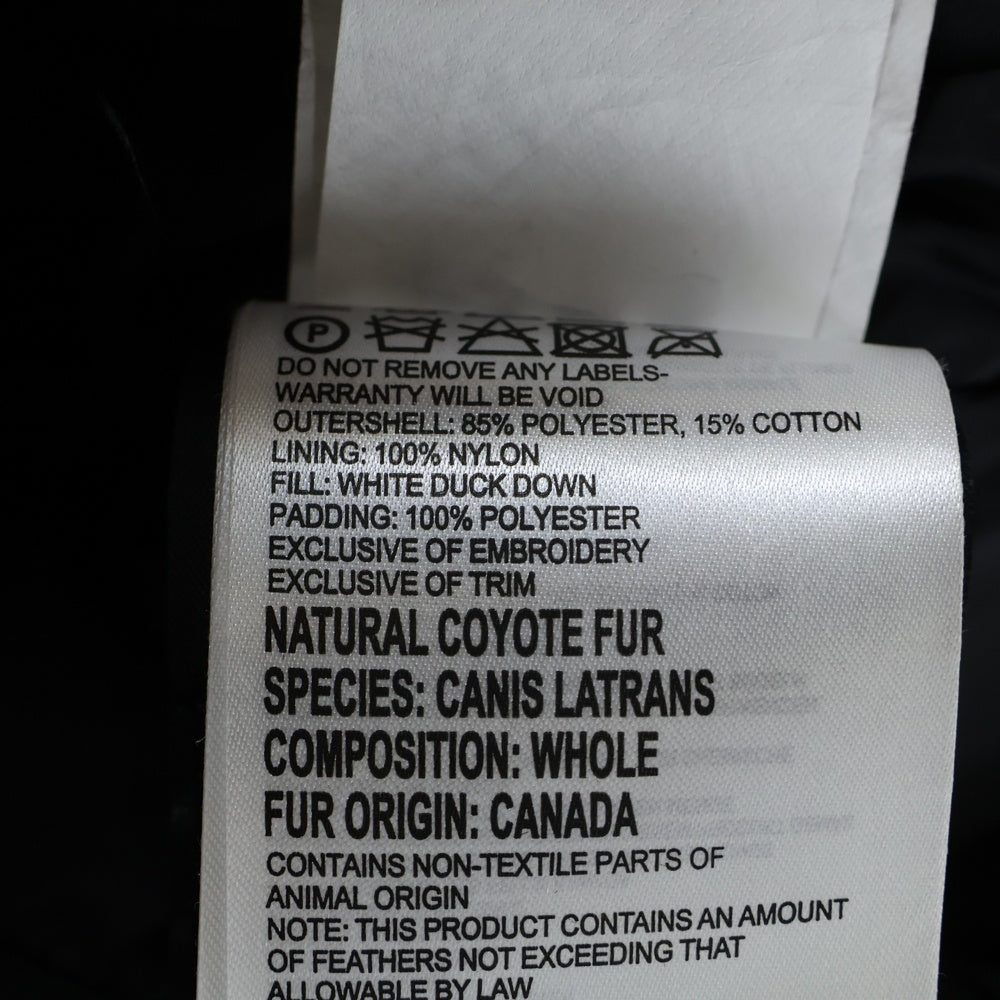 P
DO NOT REMOVE ANY LABELS-
WARRANTY WILL BE VOID
OUTERSHELL: 85% POLYESTER, 15% COTTON
LINING: 100% NYLON
FILL: WHITE DUCK DOWN
PADDING: 100% POLYESTER
EXCLUSIVE OF EMBROIDERY
EXCLUSIVE OF TRIM
NATURAL COYOTE FUR
SPECIES: CANIS LATRANS
COMPOSITION: WHOLE
FUR ORIGIN: CANADA
CONTAINS NON-TEXTILE PARTS OF
ANIMAL ORIGIN
NOTE: THIS PRODUCT CONTAINS AN AMOUNT
OF FEATHERS NOT EXCEEDING THAT
ALLOWABLE BY LAW